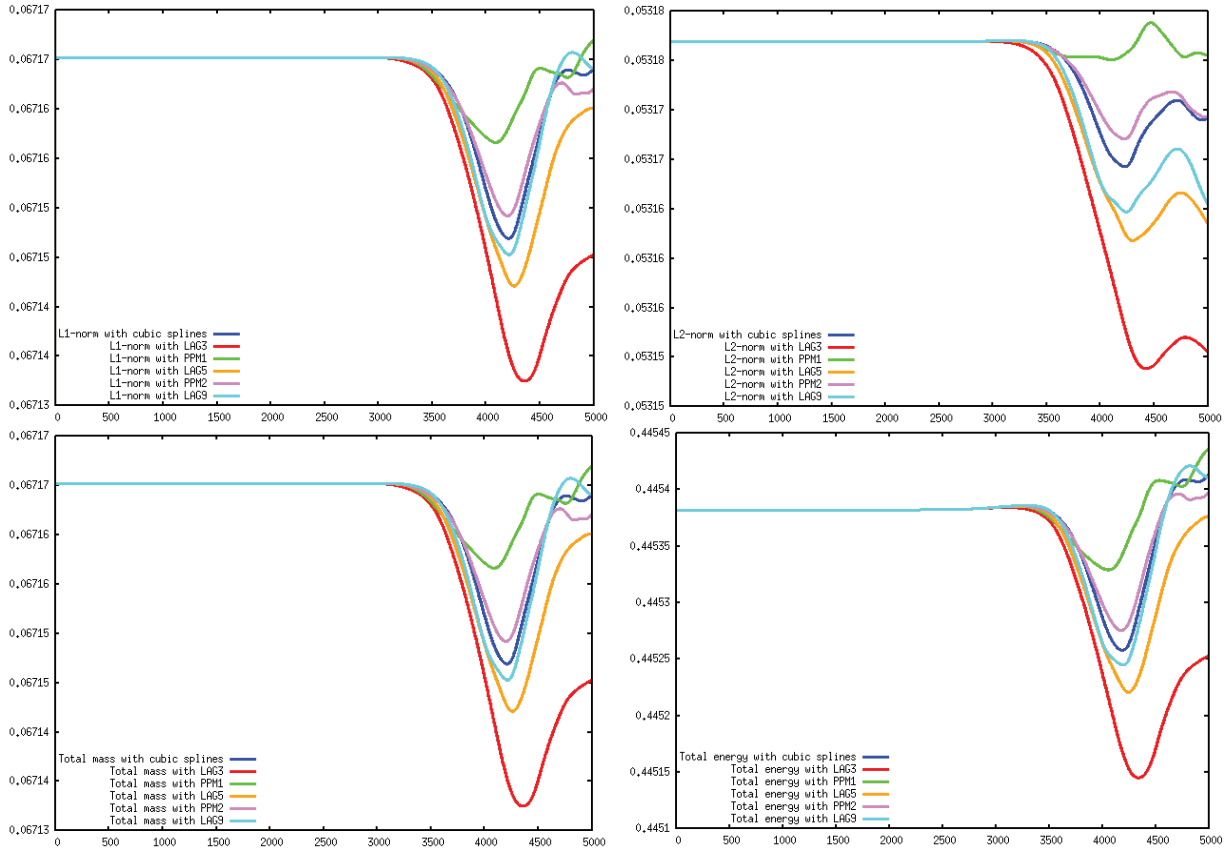 0.06717
0.06717
0.06716
0.06716
0.06715
0.06715
0.06714
0.06714
0.06713
L1-norm with cubic splines
L1-norm with LAG3
L1-norm with PPM1
L1-norm with LAG5
L1-norm with PPM2
L1-norm with LAG9
0 500 1000 1500 2000 2500 3000 3500 4000 4500 5000
0.05318
0.05318
0.05317
0.05317
0.05316
0.05316
0.05316
0.05315
0.05315
L2-norm with cubic splines
L2-norm with LAG3
L2-norm with PPM1
L2-norm with LAG5
L2-norm with PPM2
L2-norm with LAG9
0 500 1000 1500 2000 2500 3000 3500 4000 4500 5000
0.06717
0.06717
0.06716
0.06716
0.06715
0.06715
0.06714
0.06714
0.06713
Total mass with cubic splines
Total mass with LAG3
Total mass with PPM1
Total mass with LAG5
Total mass with PPM2
Total mass with LAG9
0 500 1000 1500 2000 2500 3000 3500 4000 4500 5000
0.44545
0.4454
0.44535
0.4453
0.44525
0.4452
0.44515
0.4451
Total energy with cubic splines
Total energy with LAG3
Total energy with PPM1
Total energy with LAG5
Total energy with PPM2
Total energy with LAG9
0 500 1000 1500 2000 2500 3000 3500 4000 4500 5000